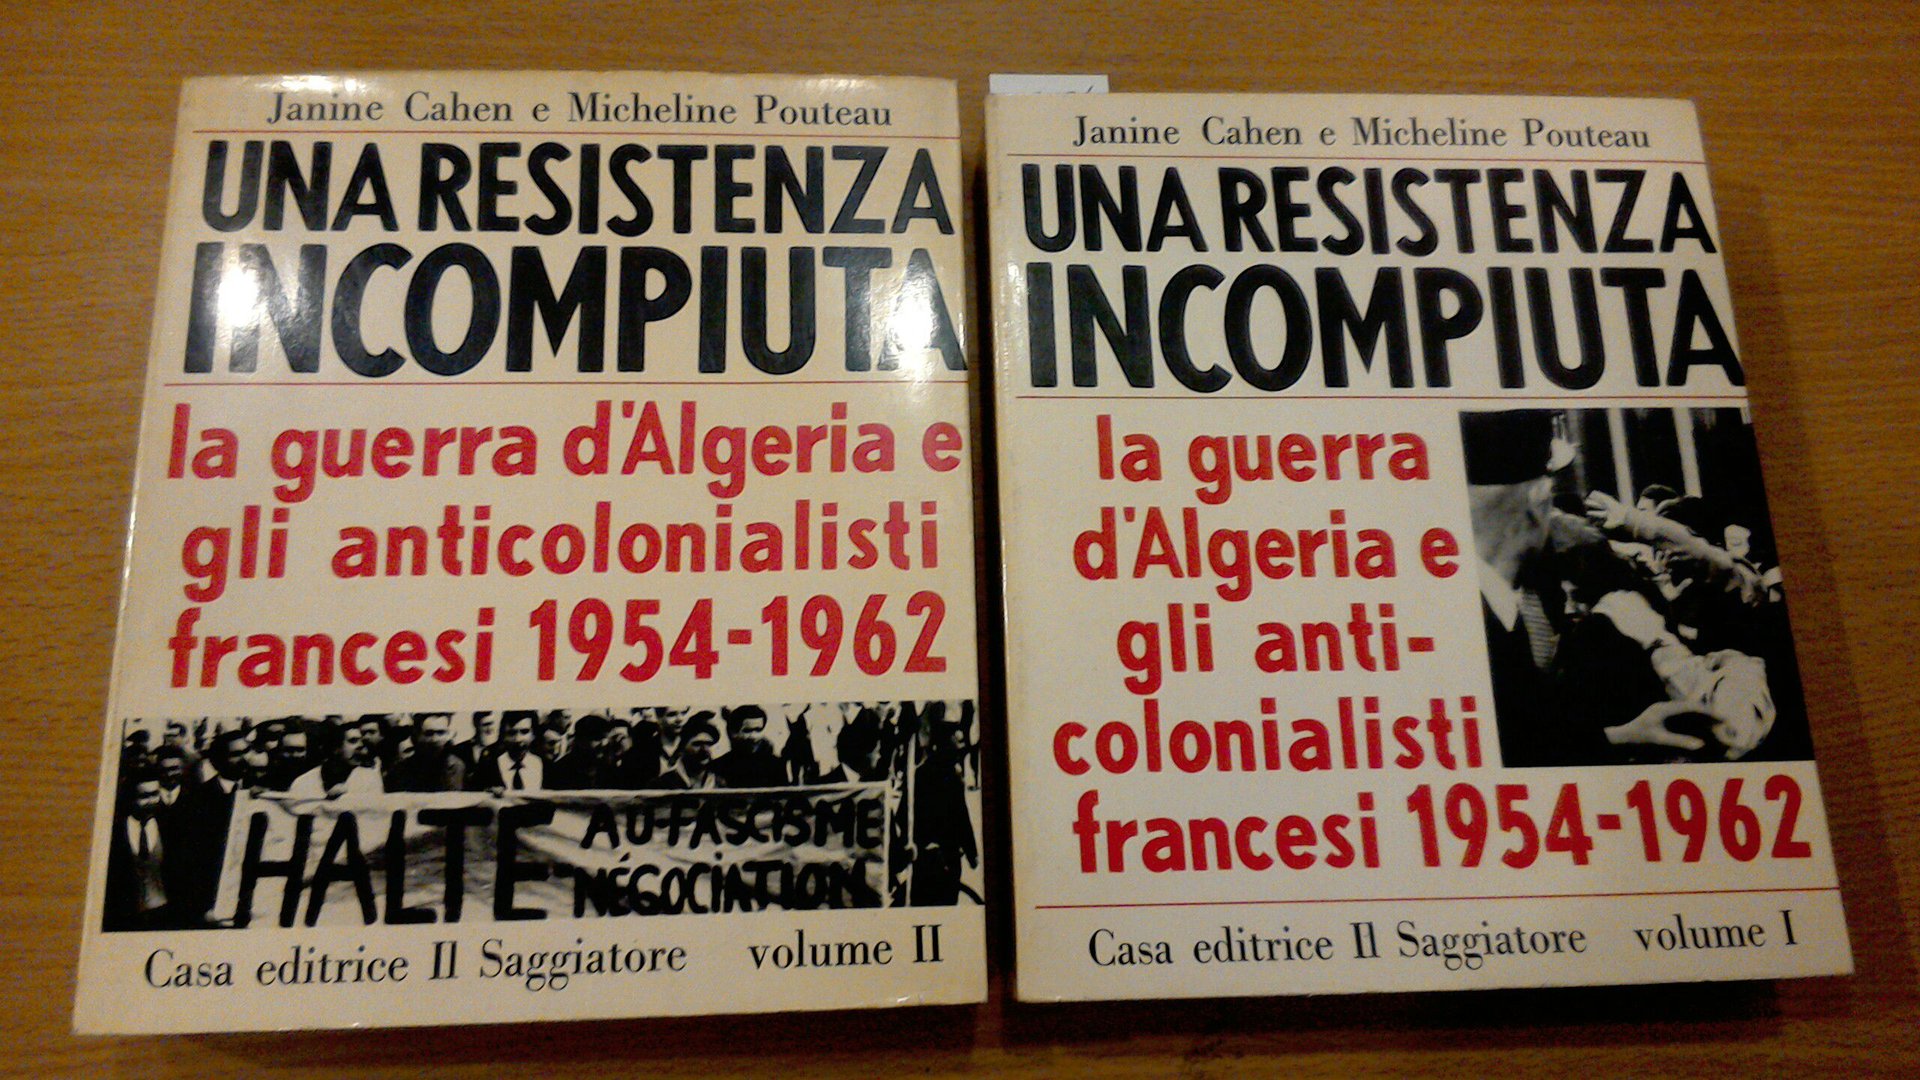 Janine Cahen e Micheline Pouteau
UNA RESISTENZA
INCOMPIUTA
la guerra d'Algeria e
gli anticolonialisti
francesi 1954-1962
HALTE AU FASCISME
NÉGOCIATION
Casa editrice Il Saggiatore volume II
Janine Cahen e Micheline Pouteau
UNA RESISTENZA
INCOMPIUTA
la guerra
d'Algeria e
gli anti-
colonialisti
francesi 1954-1962
Casa editrice Il Saggiatore volume I